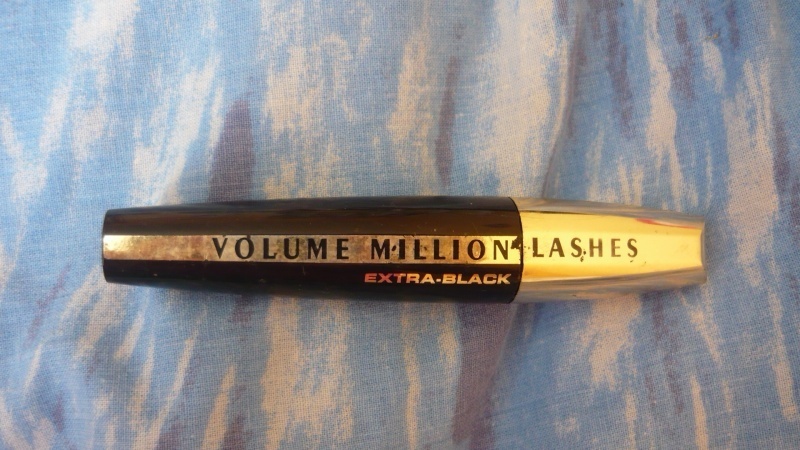 VOLUME MILLION LASHES
EXTRA-BLACK